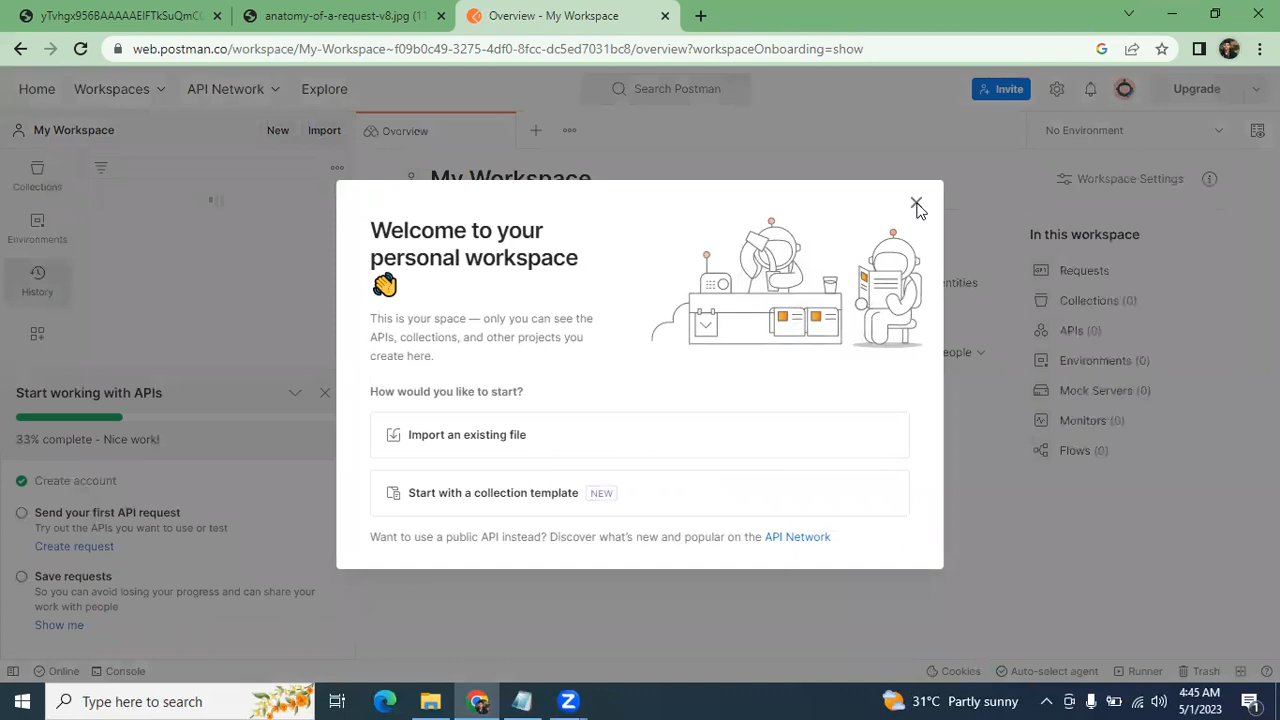 yTvhgx956BAAAAAElFTkSuQmC
anatomy-of-a-request-v8.jpg (11
Overview - My Workspace
web.postman.co/workspace/My-Workspace~f09b0c49-3275-4df0-8fcc-dc5ed7031bc8/overview?workspaceOnboarding=show
Home
Workspaces
API Network
Explore
Search Postman
Invite
Upgrade
My Workspace
New
Import
Overview
No Environment
Collections
My Workspace
Workspace Settings
Environments
In this workspace
Welcome to your
personal workspace
Requests
entities
History
Collections (0)
This is your space — only you can see the
APIs, collections, and other projects you
create here.
APIs (0)
eople
Environments (0)
Start working with APIs
How would you like to start?
Mock Servers (0)
33% complete - Nice work!
Import an existing file
Monitors (0)
Flows (0)
Create account
Start with a collection template NEW
Send your first API request
Try out the APIs you want to use or test
Create request
Want to use a public API instead? Discover what's new and popular on the API Network
Save requests
So you can avoid losing your progress and can share your
work with people
Show me
Online
Console
Cookies
Auto-select agent
Runner
Trash
Type here to search
31°C Partly sunny
4:45 AM
5/1/2023
1